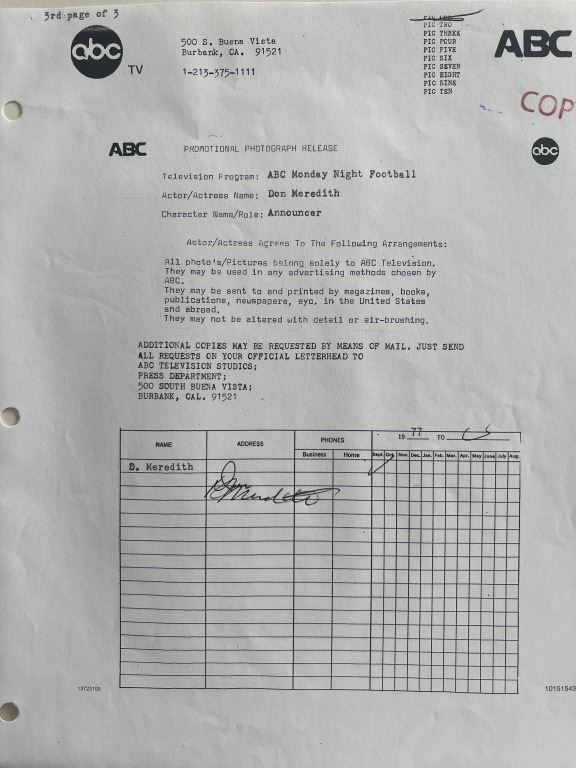 3rd page of 3
abc
TV
500 S. Buena Vista
Burbank, CA. 91521
1-213-375-1111
PIC ONE
PIC TWO
PIC THREE
PIC FOUR
PIC FIVE
PIC SIX
PIC SEVEN
PIC EIGHT
PIC NINE
PIC TEN
ABC
COP
ABC
PROMOTIONAL PHOTOGRAPH RELEASE
abc
Television Program: ABC Monday Night Football
Actor/Actress Name: Don Meredith
Character Name/Role: Announcer
Actor/Actress Agrees To The Following Arrangements:
All photo's/Pictures belong solely to ABC Television.
They may be used in any advertising methods chosen by
ABC.
They may be sent to and printed by magazines, books,
publications, newspapers, eyc. in the United States
and abroad.
They may not be altered with detail or air-brushing.
ADDITIONAL COPIES MAY BE REQUESTED BY MEANS OF MAIL. JUST SEND
ALL REQUESTS ON YOUR OFFICIAL LETTERHEAD TO
ABC TELEVISION STUDIOS;
PRESS DEPARTMENT;
500 SOUTH BUENA VISTA;
BURBANK, CAL. 91521
NAME ADDRESS PHONES 19 77 TO
Business Home Sept. Oct. Nov. Dec. Jan. Feb. Mar. Apr. May June July Aug.
D. Meredith
Don Meredith
13723109
10151543